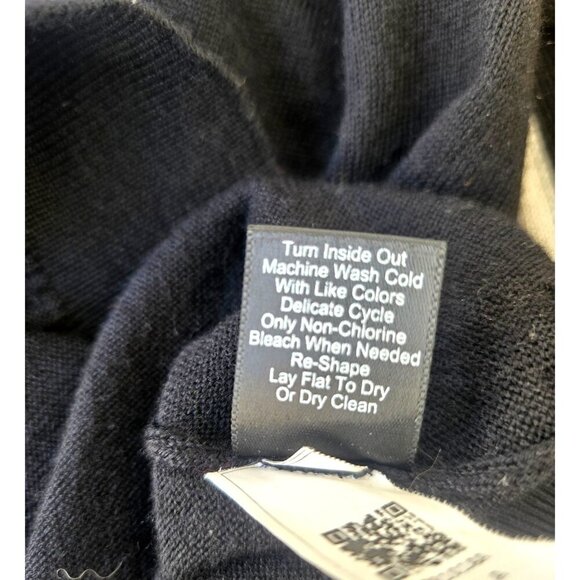 Turn Inside Out
Machine Wash Cold
With Like Colors
Delicate Cycle
Only Non-Chlorine
Bleach When Needed
Re-Shape
Lay Flat To Dry
Or Dry Clean